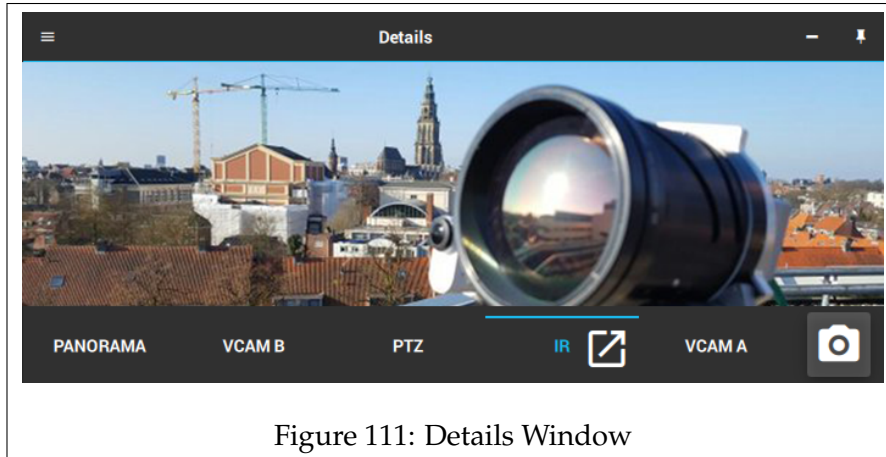 Details
PANORAMA VCAM B PTZ IR VCAM A
Figure 111: Details Window